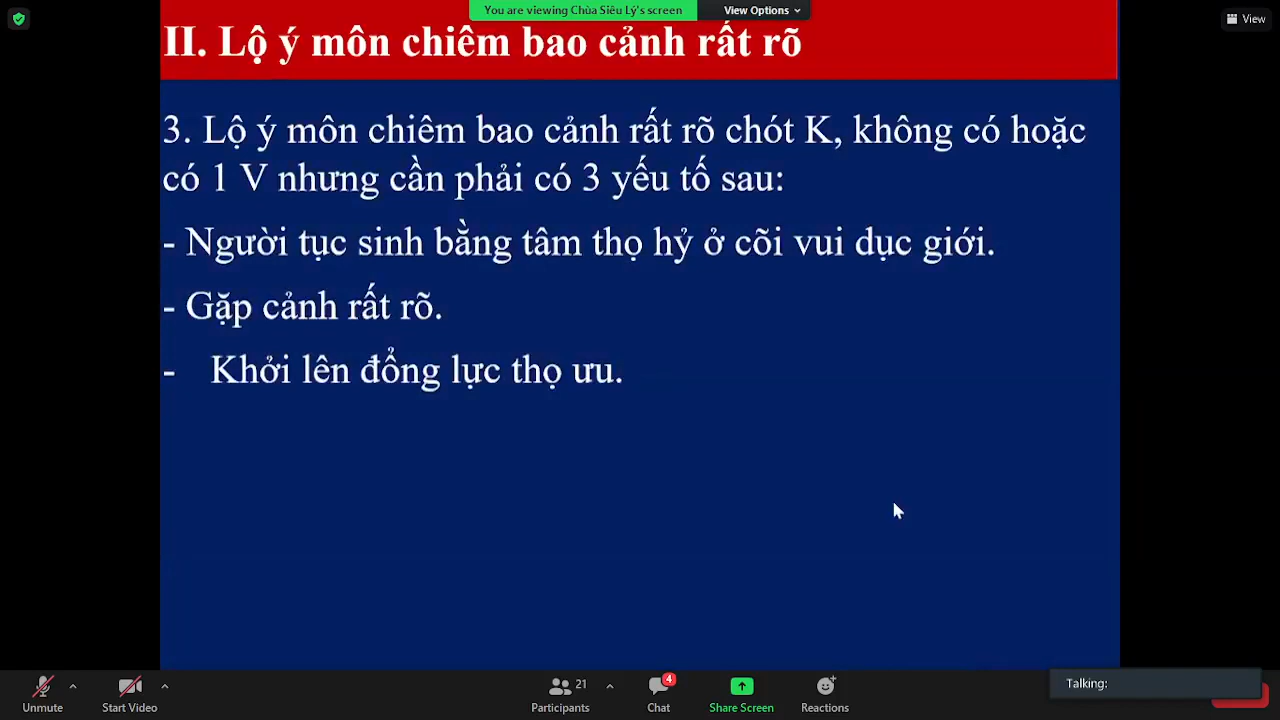 You are viewing Chùa Siêu Lý's screen
View Options
View
II. Lộ ý môn chiêm bao cảnh rất rõ
3. Lộ ý môn chiêm bao cảnh rất rõ chót K, không có hoặc
có 1 V nhưng cần phải có 3 yếu tố sau:
- Người tục sinh bằng tâm thọ hỷ ở cõi vui dục giới.
- Gặp cảnh rất rõ.
- Khởi lên đổng lực thọ ưu.
Talking:
21
4
Unmute
Start Video
Participants
Chat
Share Screen
Reactions